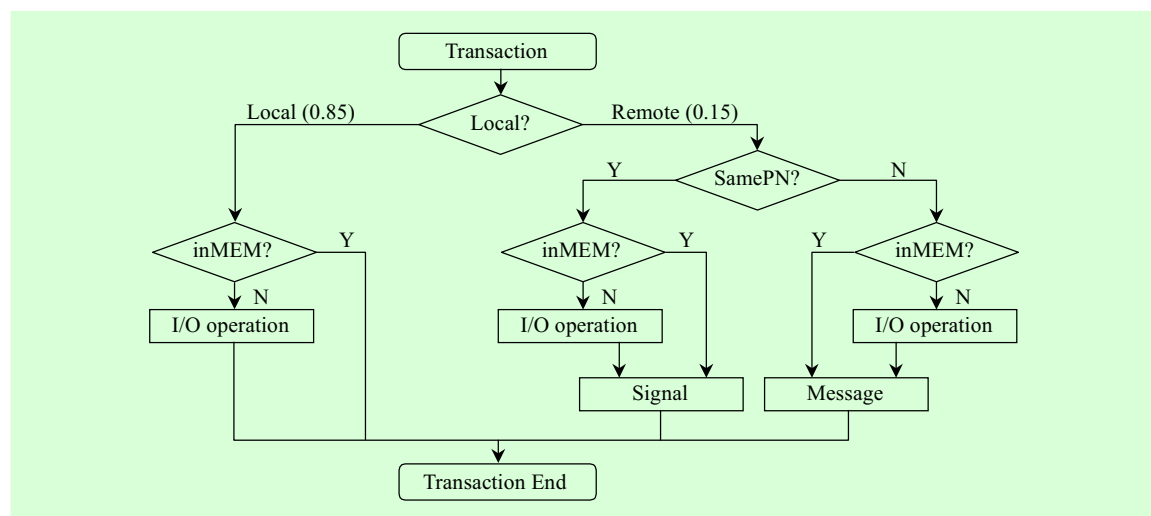 Transaction
Local (0.85)
Local?
Remote (0.15)
Y
SamePN?
N
inMEM?
Y
inMEM?
Y
Y
inMEM?
N
N
N
I/O operation
I/O operation
I/O operation
Signal
Message
Transaction End